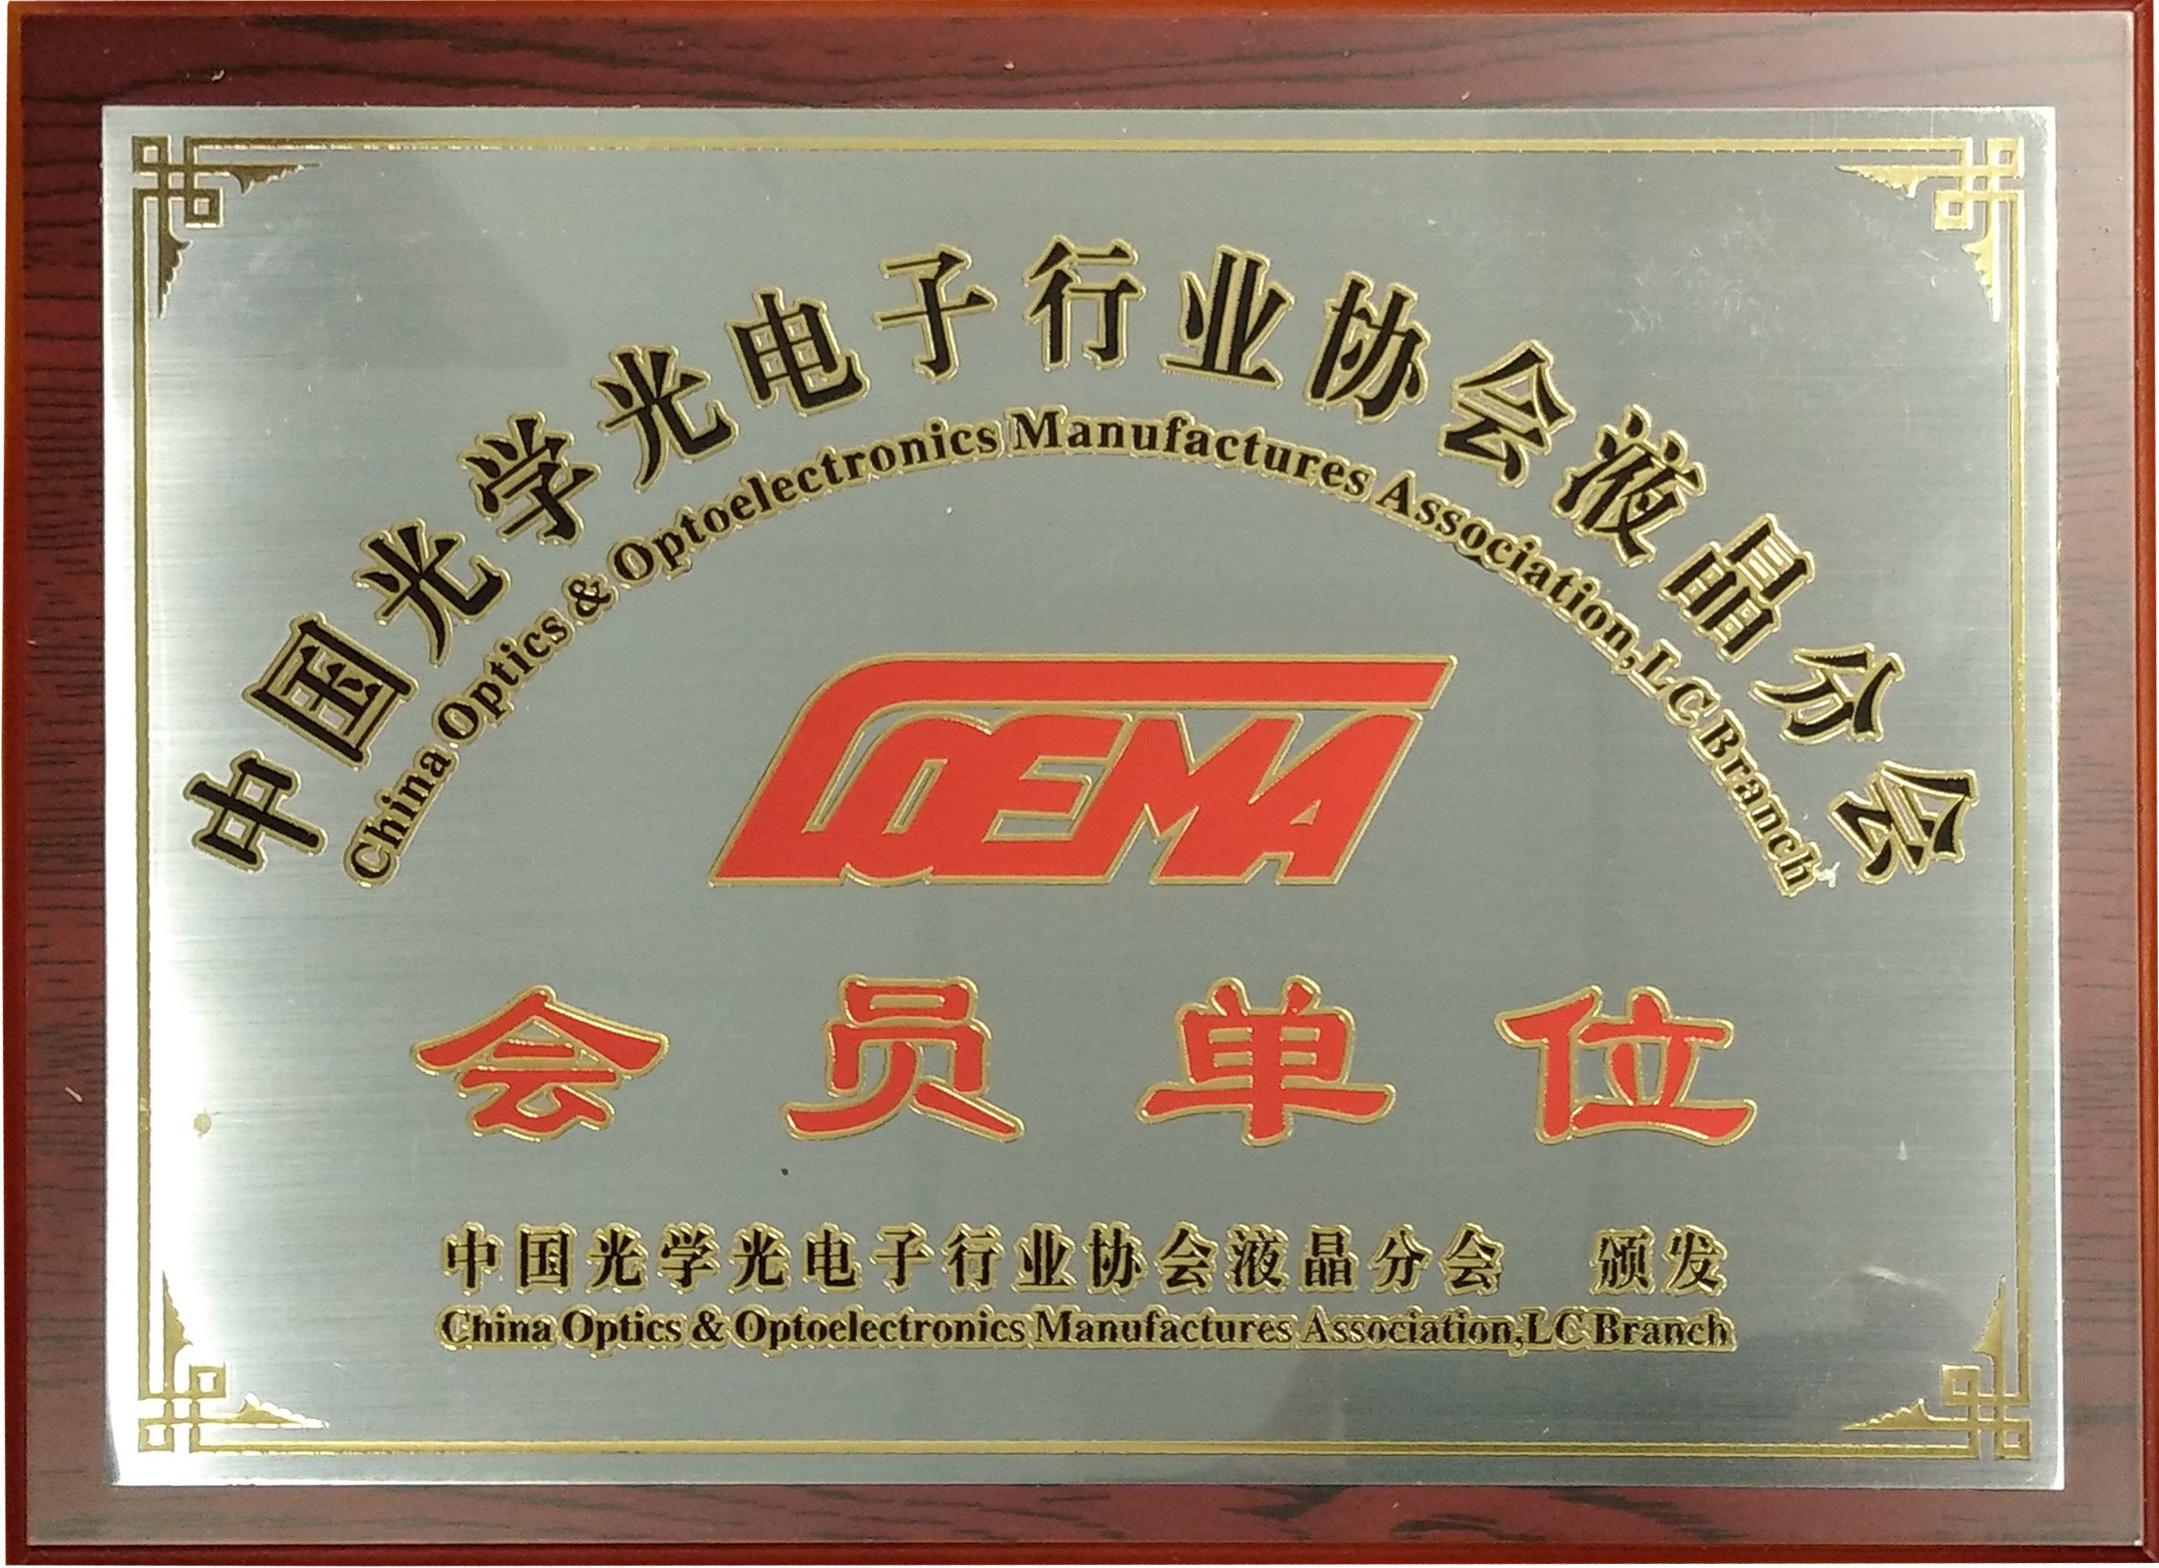 中国光学光电子行业协会液晶分会
China Optics & Optoelectronics Manufactures Association,LC Branch
COEMA
会员单位
中国光学光电子行业协会液晶分会 颁发
China Optics & Optoelectronics Manufactures Association,LC Branch